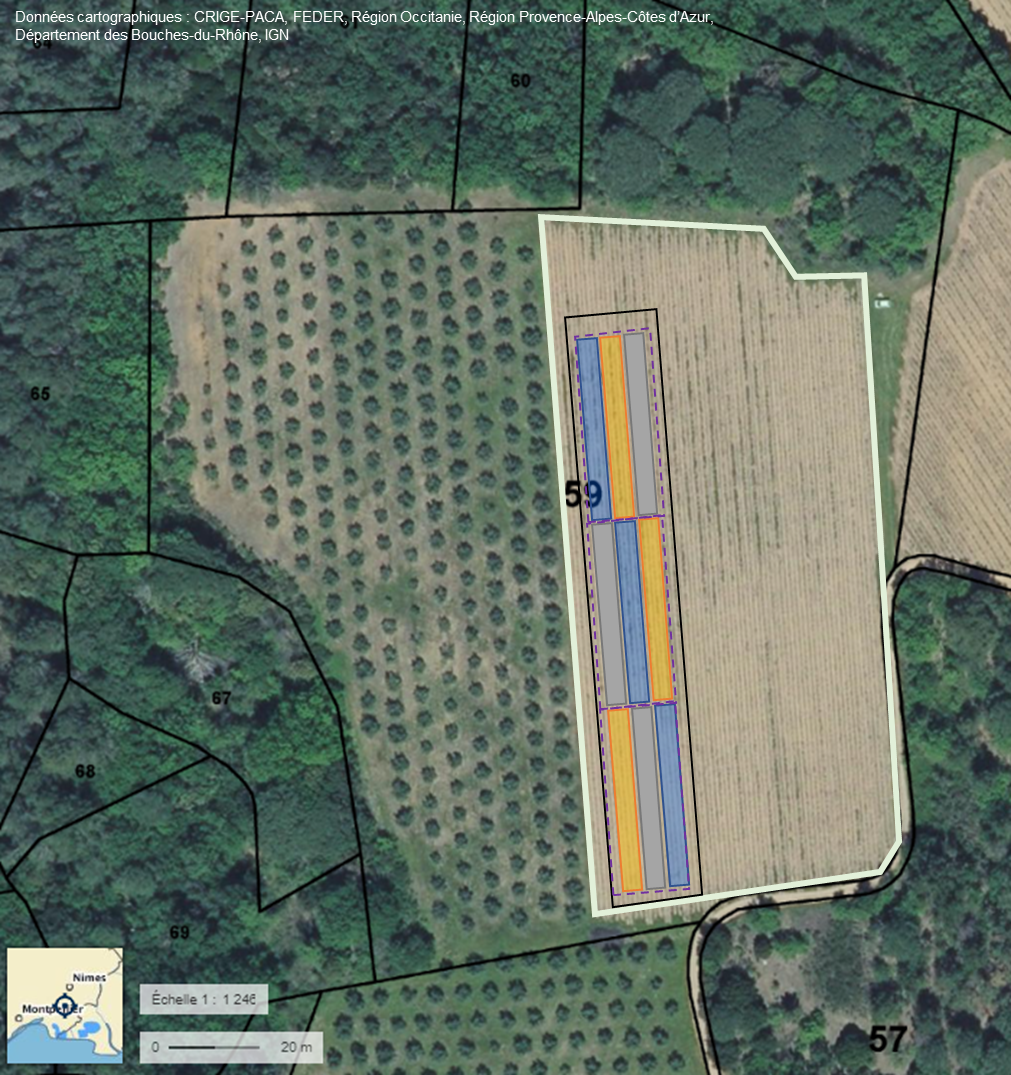 Données cartographiques : CRIGE-PACA, FEDER, Région Occitanie, Région Provence-Alpes-Côtes d'Azur,
Département des Bouches-du-Rhône, IGN
60
65
59
67
68
69
57
Nimes
Montpellier
Échelle 1 : 1 246
0 20 m